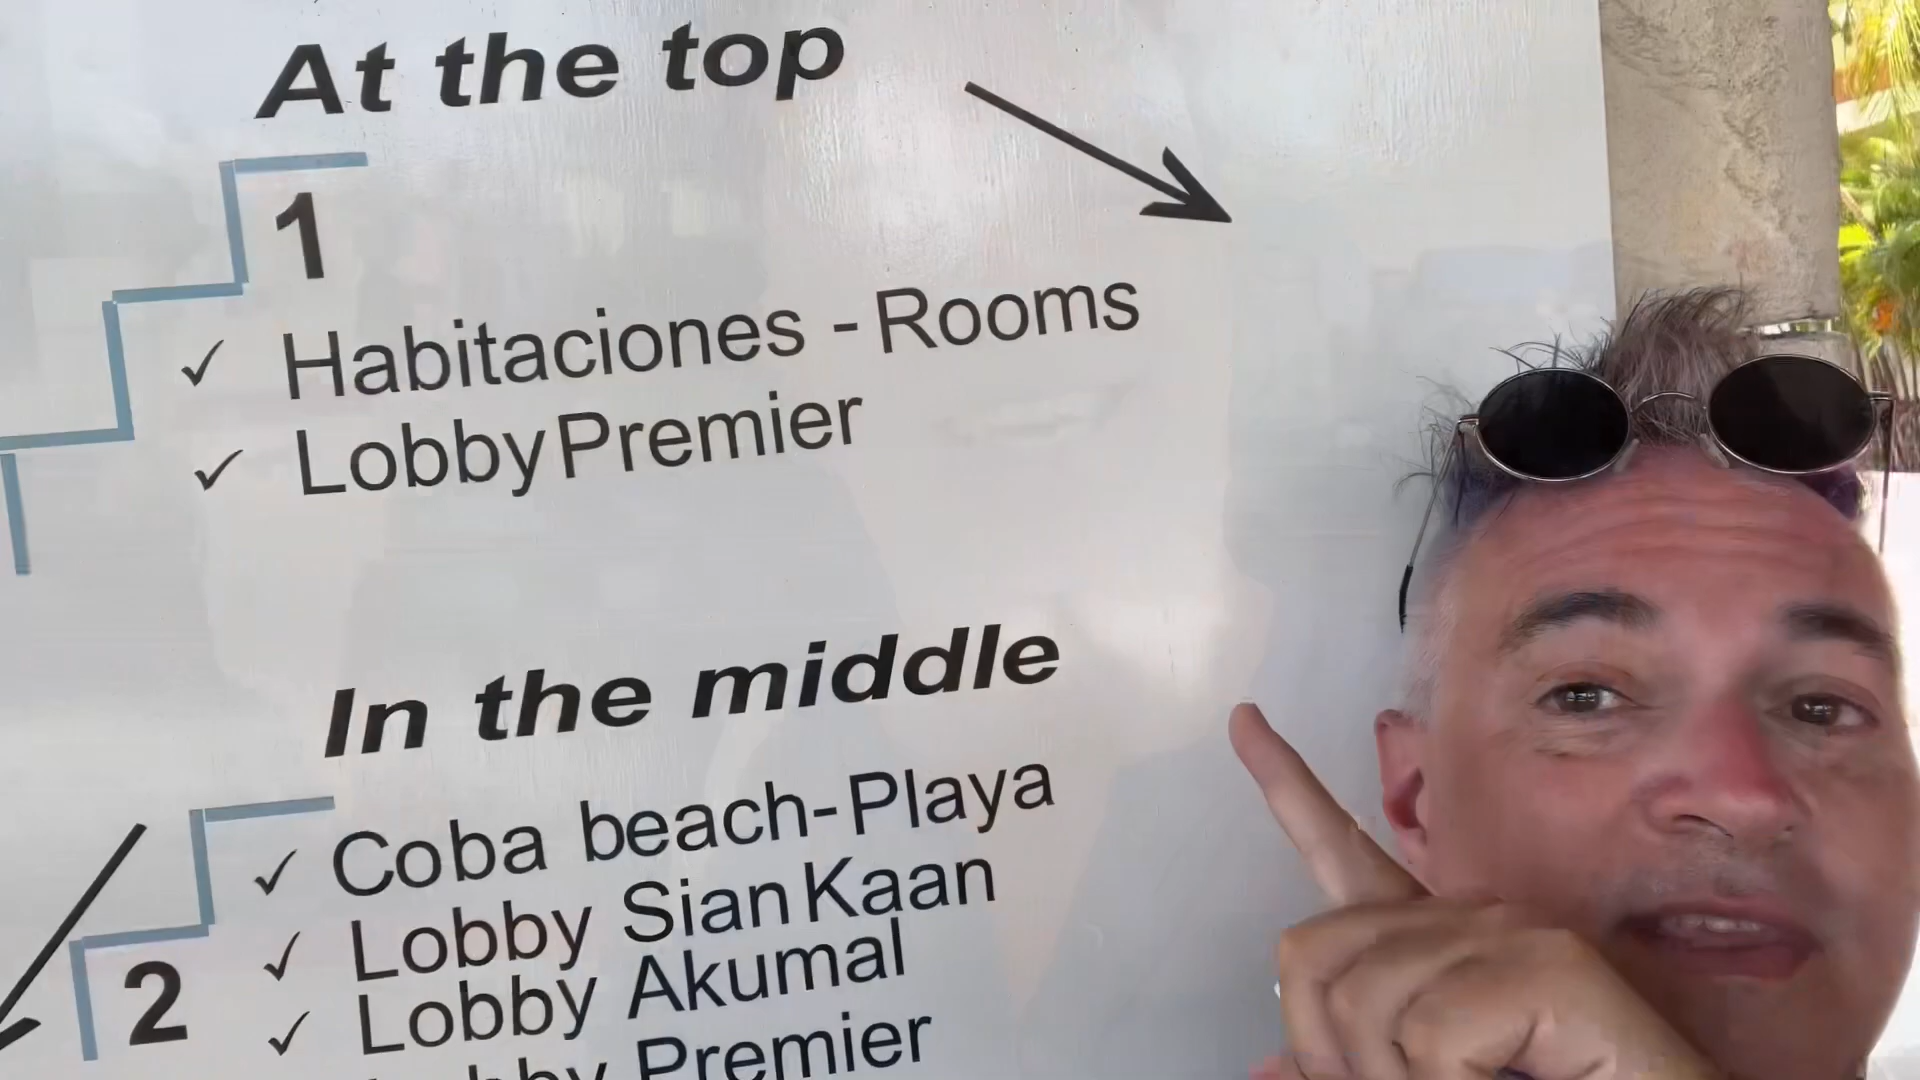 At the top
1
✓ Habitaciones - Rooms
✓ Lobby Premier
In the middle
✓ Coba beach-Playa
✓ Lobby Sian Kaan
2
✓ Lobby Akumal
Lobby Premier